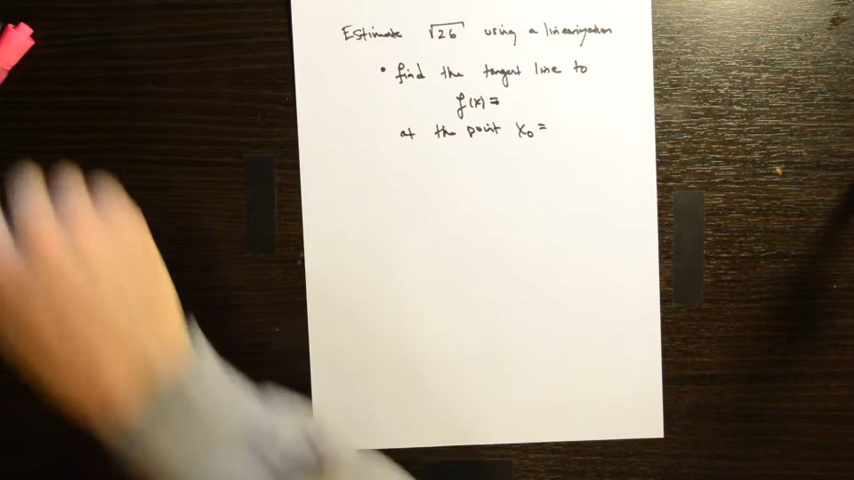 Estimate √26 using a linearization
• find the tangent line to
f(x)=
at the point x₀=